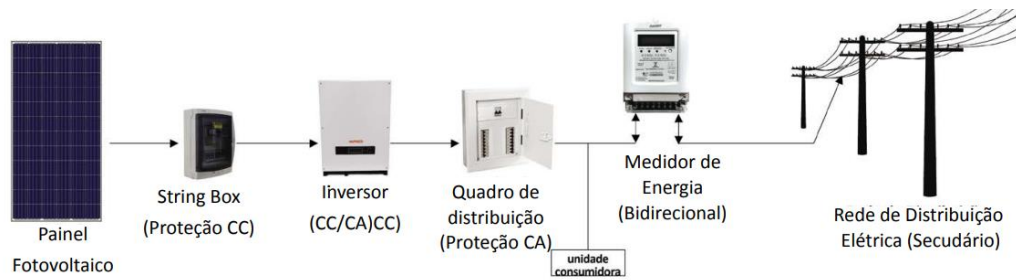 Painel
Fotovoltaico
String Box
(Proteção CC)
Inversor
(CC/CA)CC)
Quadro de
distribuição
(Proteção CA)
unidade
consumidora
Medidor de
Energia
(Bidirecional)
Rede de Distribuição
Elétrica (Secudário)